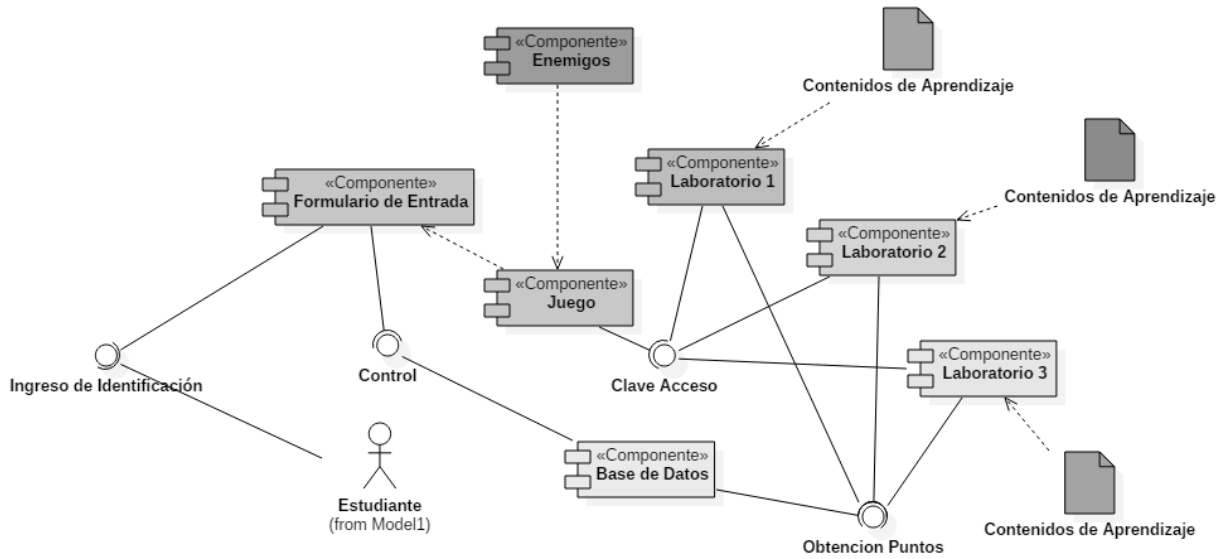 «Componente»
Enemigos
Contenidos de Aprendizaje
«Componente»
Laboratorio 1
«Componente»
Formulario de Entrada
Contenidos de Aprendizaje
«Componente»
Laboratorio 2
«Componente»
Juego
Ingreso de Identificación
Control
Clave Acceso
«Componente»
Laboratorio 3
«Componente»
Base de Datos
Estudiante
(from Model1)
Contenidos de Aprendizaje
Obtencion Puntos